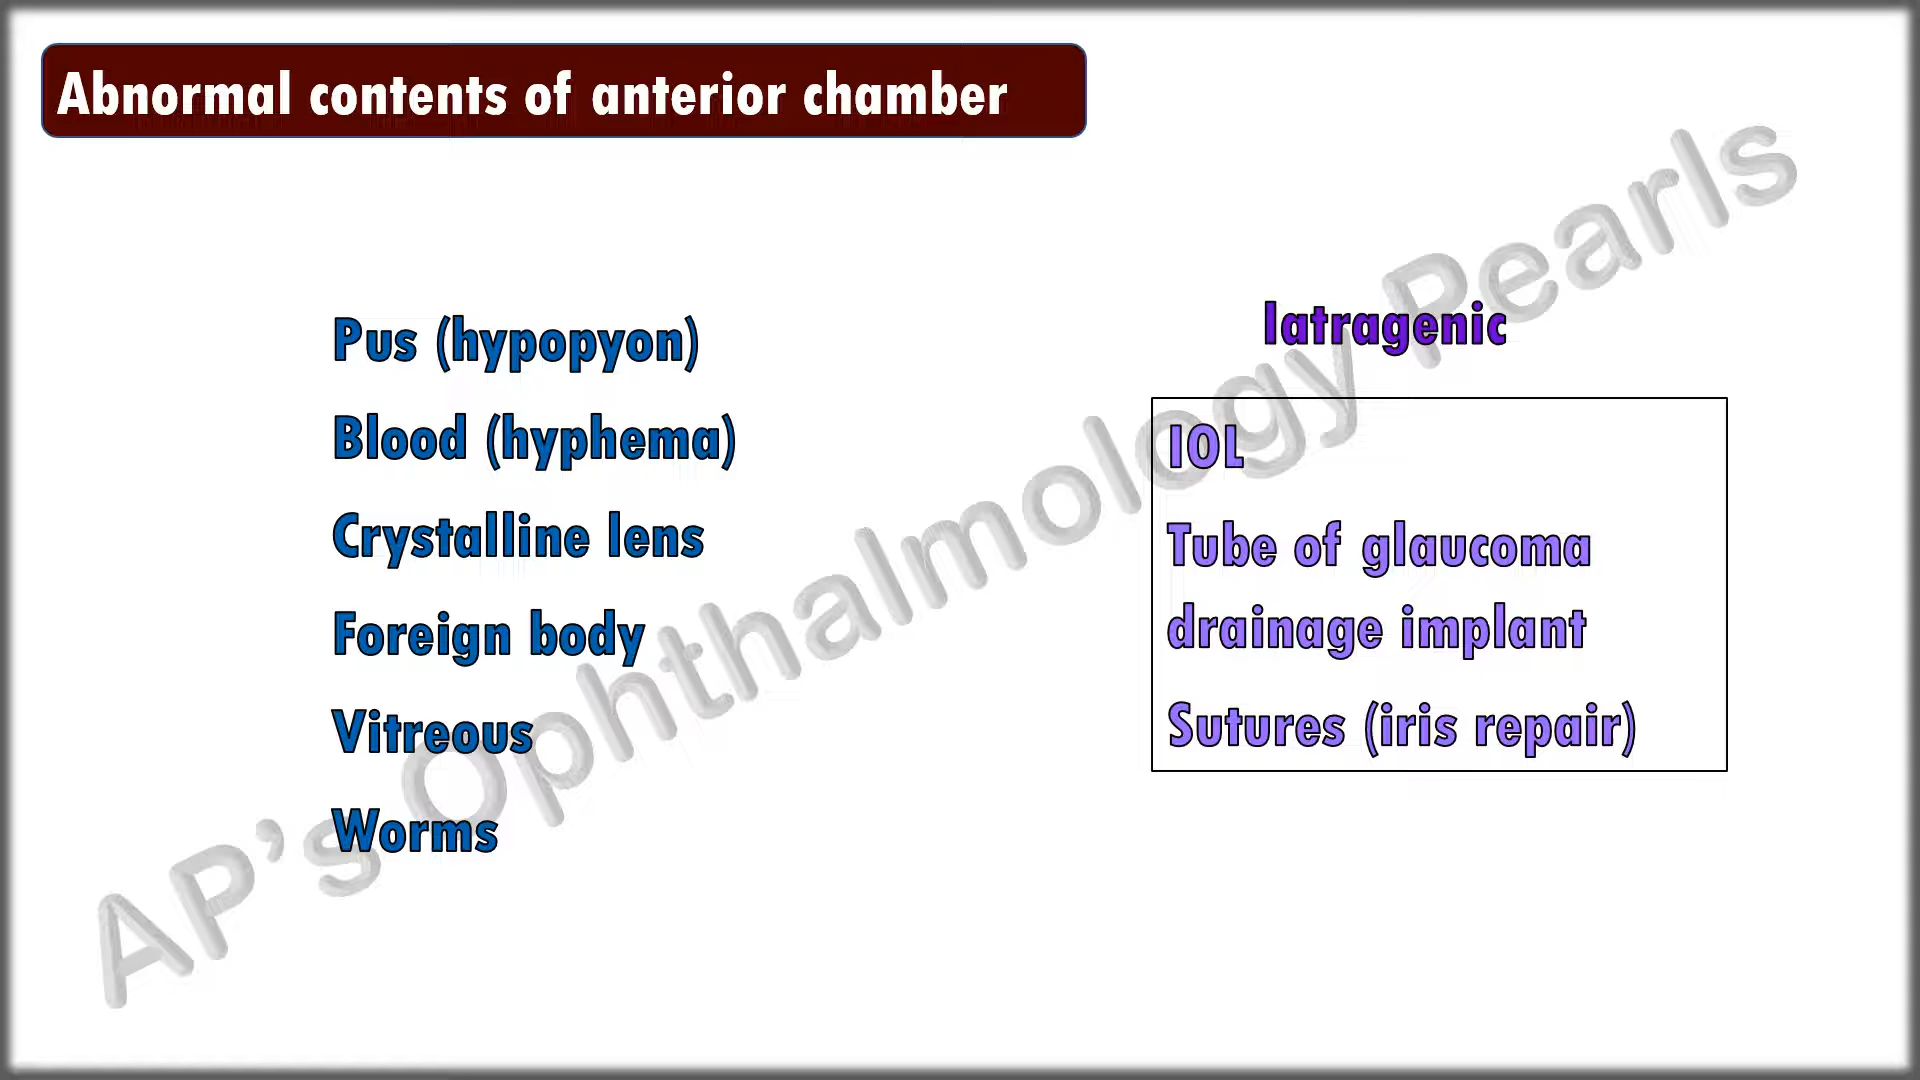 Abnormal contents of anterior chamber
Pus (hypopyon)
Blood (hyphema)
Crystalline lens
Foreign body
Vitreous
Worms
Iatragenic
IOL
Tube of glaucoma
drainage implant
Sutures (iris repair)
AP's Ophthalmology Pearls